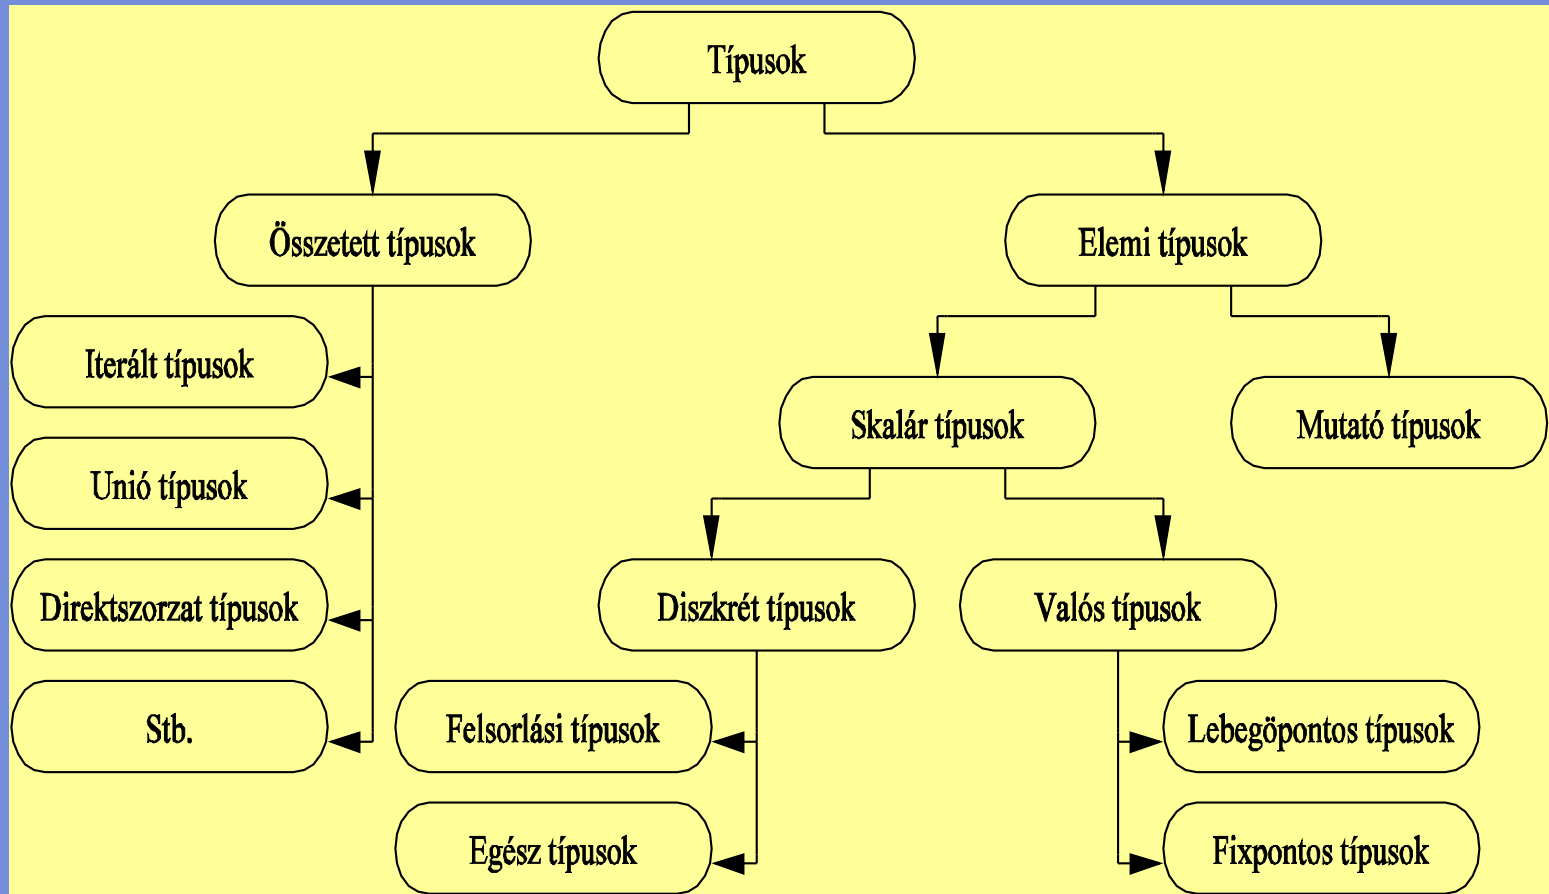 Típusok
Összetett típusok
Elemi típusok
Iterált típusok
Skalár típusok
Mutató típusok
Unió típusok
Direktszorzat típusok
Diszkrét típusok
Valós típusok
Stb.
Felsorlási típusok
Lebegöpontos típusok
Egész típusok
Fixpontos típusok